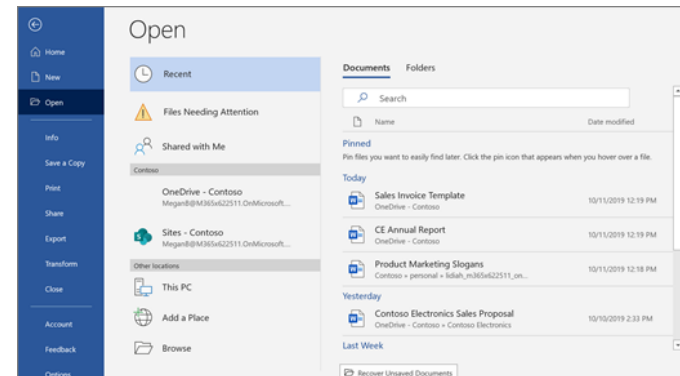 Open
Home
New
Open
Info
Save a Copy
Print
Share
Export
Transform
Close
Account
Feedback
Options
Recent
Files Needing Attention
Shared with Me
Contoso
OneDrive - Contoso
MeganB@M365x622511.OnMicrosoft...
Sites - Contoso
MeganB@M365x622511.OnMicrosoft...
Other locations
This PC
Add a Place
Browse
Documents Folders
Search
Name Date modified
Pinned
Pin files you want to easily find later. Click the pin icon that appears when you hover over a file.
Today
Sales Invoice Template 10/11/2019 12:19 PM
OneDrive - Contoso
CE Annual Report 10/11/2019 12:19 PM
OneDrive - Contoso
Product Marketing Slogans 10/11/2019 12:18 PM
Contoso » personal » lidiah_m365x622511_on...
Yesterday
Contoso Electronics Sales Proposal 10/10/2019 2:33 PM
OneDrive - Contoso » Contoso Electronics
Last Week
Recover Unsaved Documents